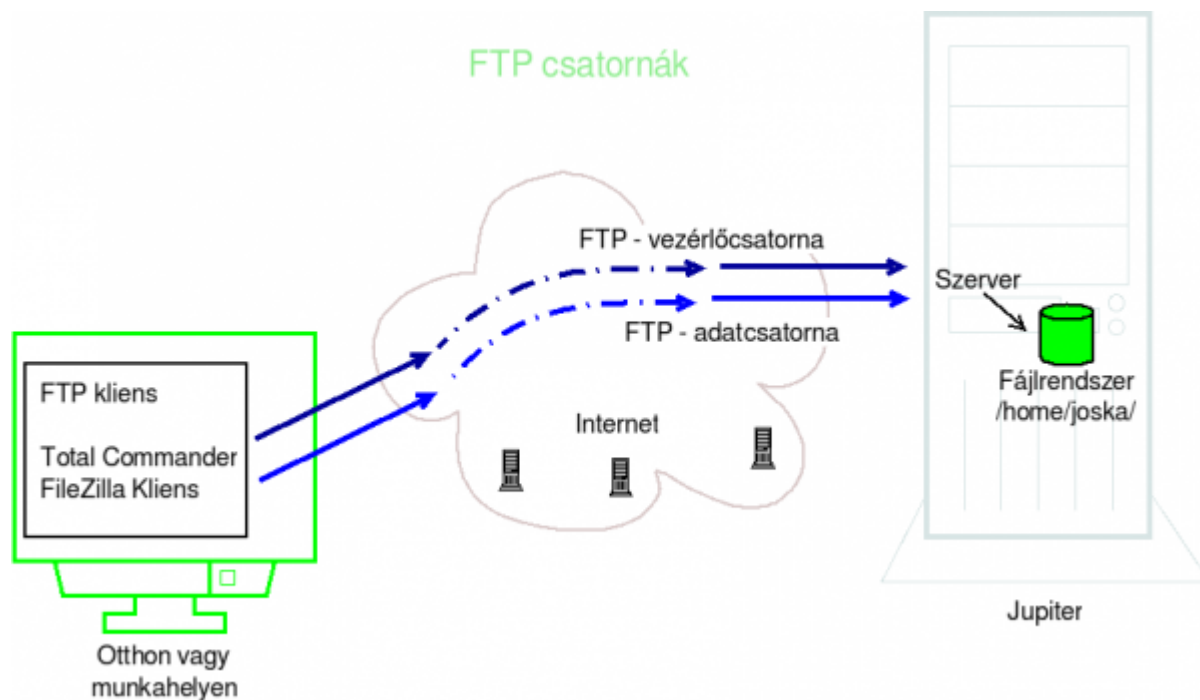 FTP csatornák
FTP - vezérlőcsatorna
FTP - adatcsatorna
Szerver
Fájlrendszer
/home/joska/
FTP kliens
Total Commander
FileZilla Kliens
Internet
Jupiter
Otthon vagy
munkahelyen